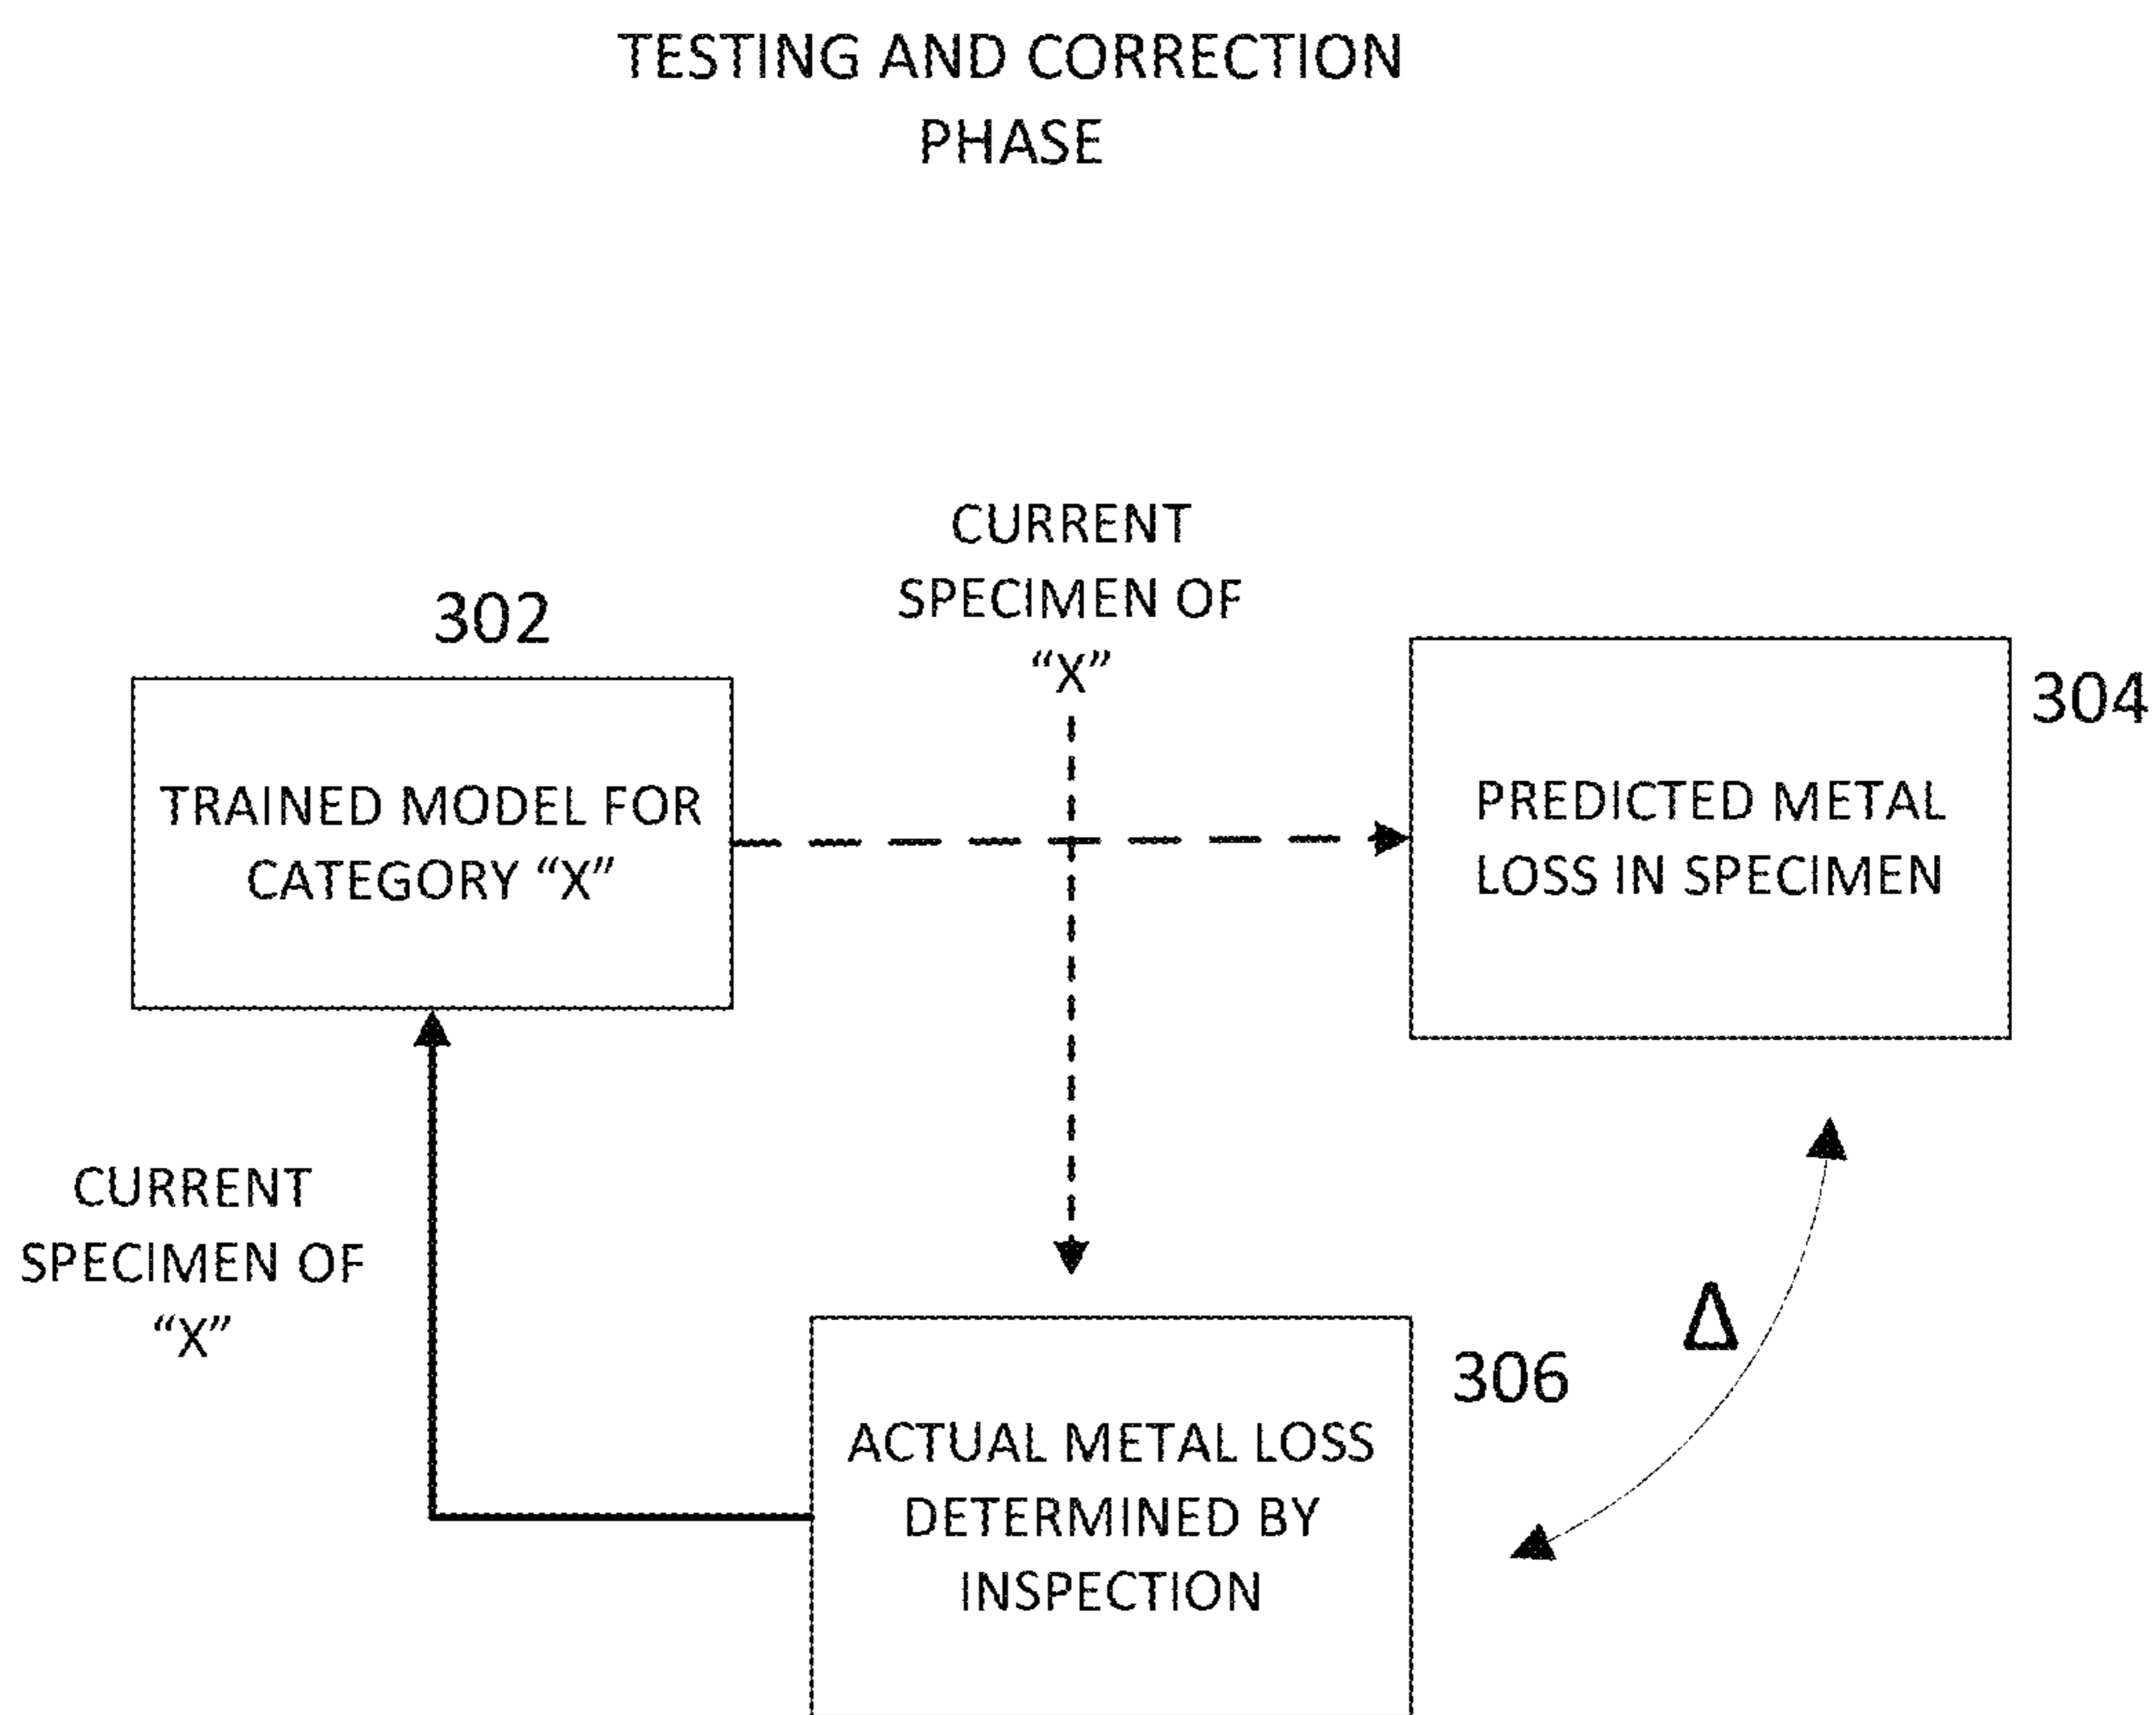 TESTING AND CORRECTION
PHASE
CURRENT
SPECIMEN OF
“X”
302
TRAINED MODEL FOR
CATEGORY “X”
304
PREDICTED METAL
LOSS IN SPECIMEN
CURRENT
SPECIMEN OF
“X”
Δ
306
ACTUAL METAL LOSS
DETERMINED BY
INSPECTION